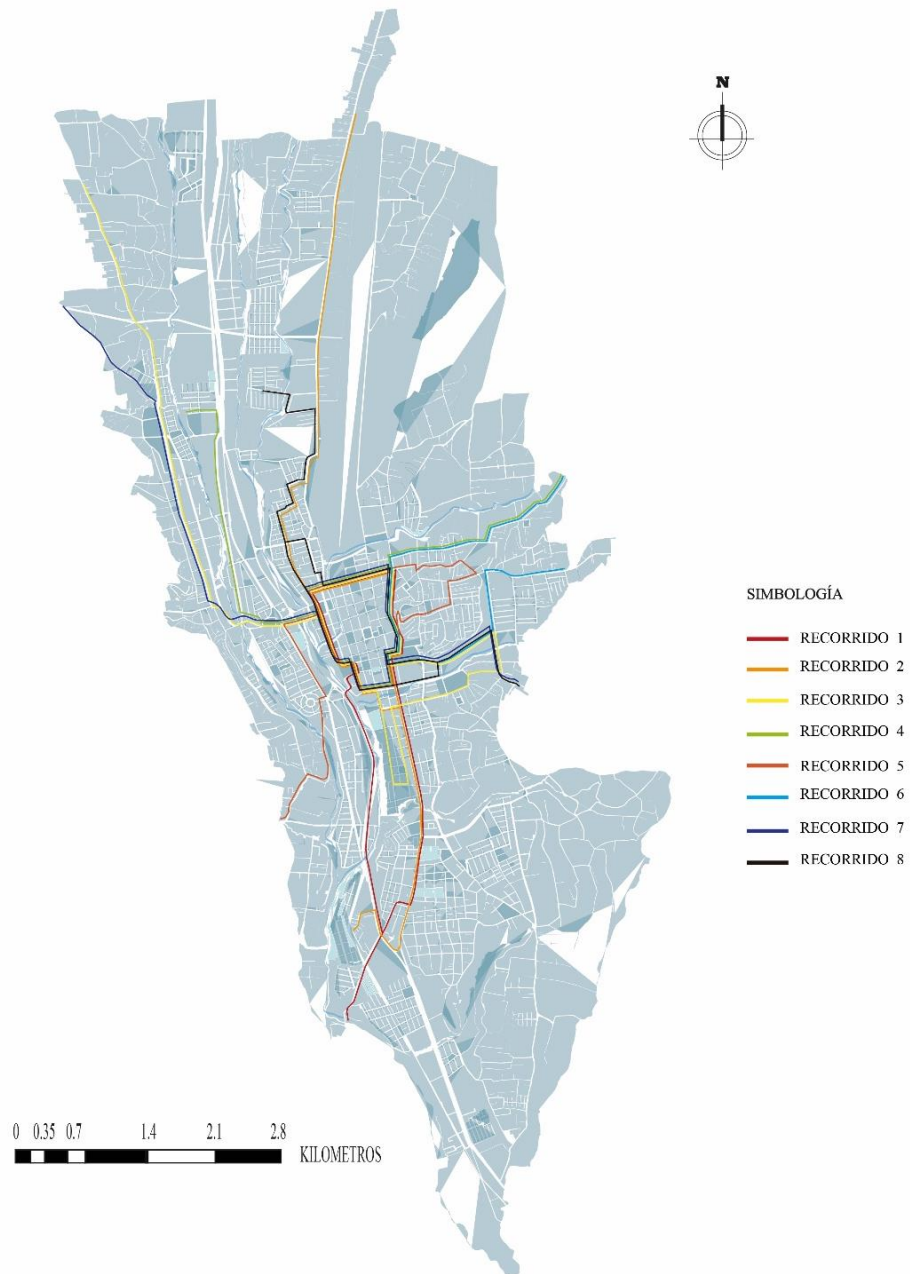 N
SIMBOLOGÍA
RECORRIDO 1
RECORRIDO 2
RECORRIDO 3
RECORRIDO 4
RECORRIDO 5
RECORRIDO 6
RECORRIDO 7
RECORRIDO 8
0 0.35 0.7 1.4 2.1 2.8
KILOMETROS